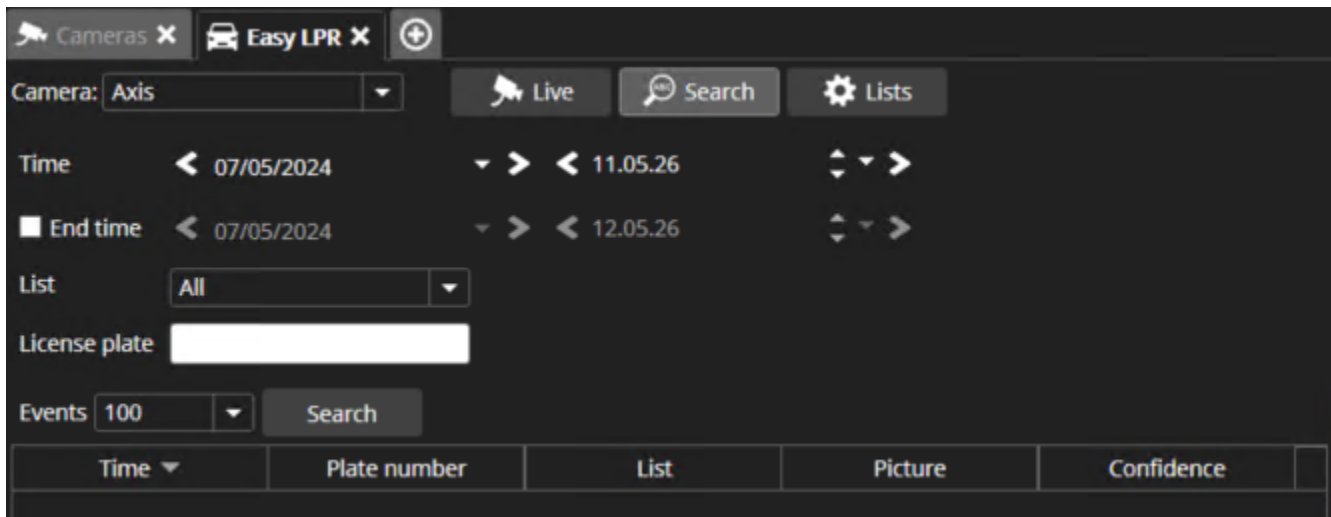 Cameras Easy LPR
Camera: Axis Live ABC Search Lists
Time 07/05/2024 11.05.26
End time 07/05/2024 12.05.26
List All
License plate
Events 100 Search
Time Plate number List Picture Confidence